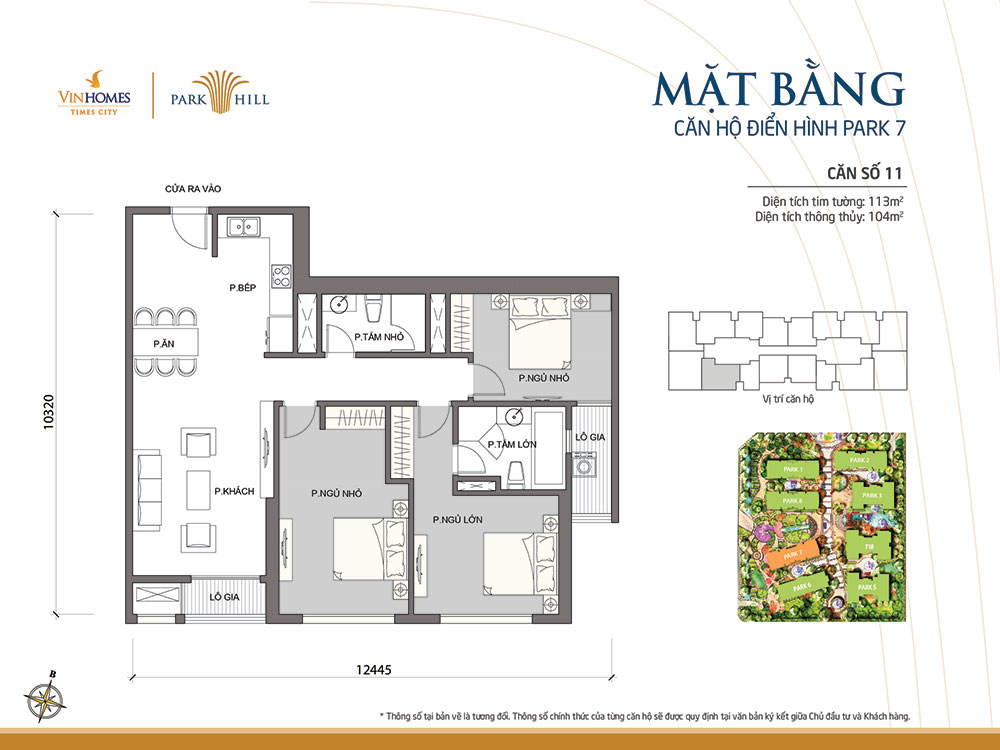 VINHOMES
TIMES CITY
PARK HILL
MẶT BẰNG
CĂN HỘ ĐIỂN HÌNH PARK 7
CĂN SỐ 11
Diện tích tim tường: 113m²
Diện tích thông thủy: 104m²
CỬA RA VÀO
P.BẾP
P.ĂN
P.TẮM NHỎ
P.NGỦ NHỎ
P.TẮM LỚN
LÔ GIA
P.KHÁCH
P.NGỦ NHỎ
P.NGỦ LỚN
LÔ GIA
10320
12445
Vị trí căn hộ
PARK 1
PARK 2
PARK 8
PARK 3
PARK 7
T18
PARK 6
PARK 5
B
* Thông số tại bản vẽ là tương đối. Thông số chính thức của từng căn hộ sẽ được quy định tại văn bản ký kết giữa Chủ đầu tư và Khách hàng.